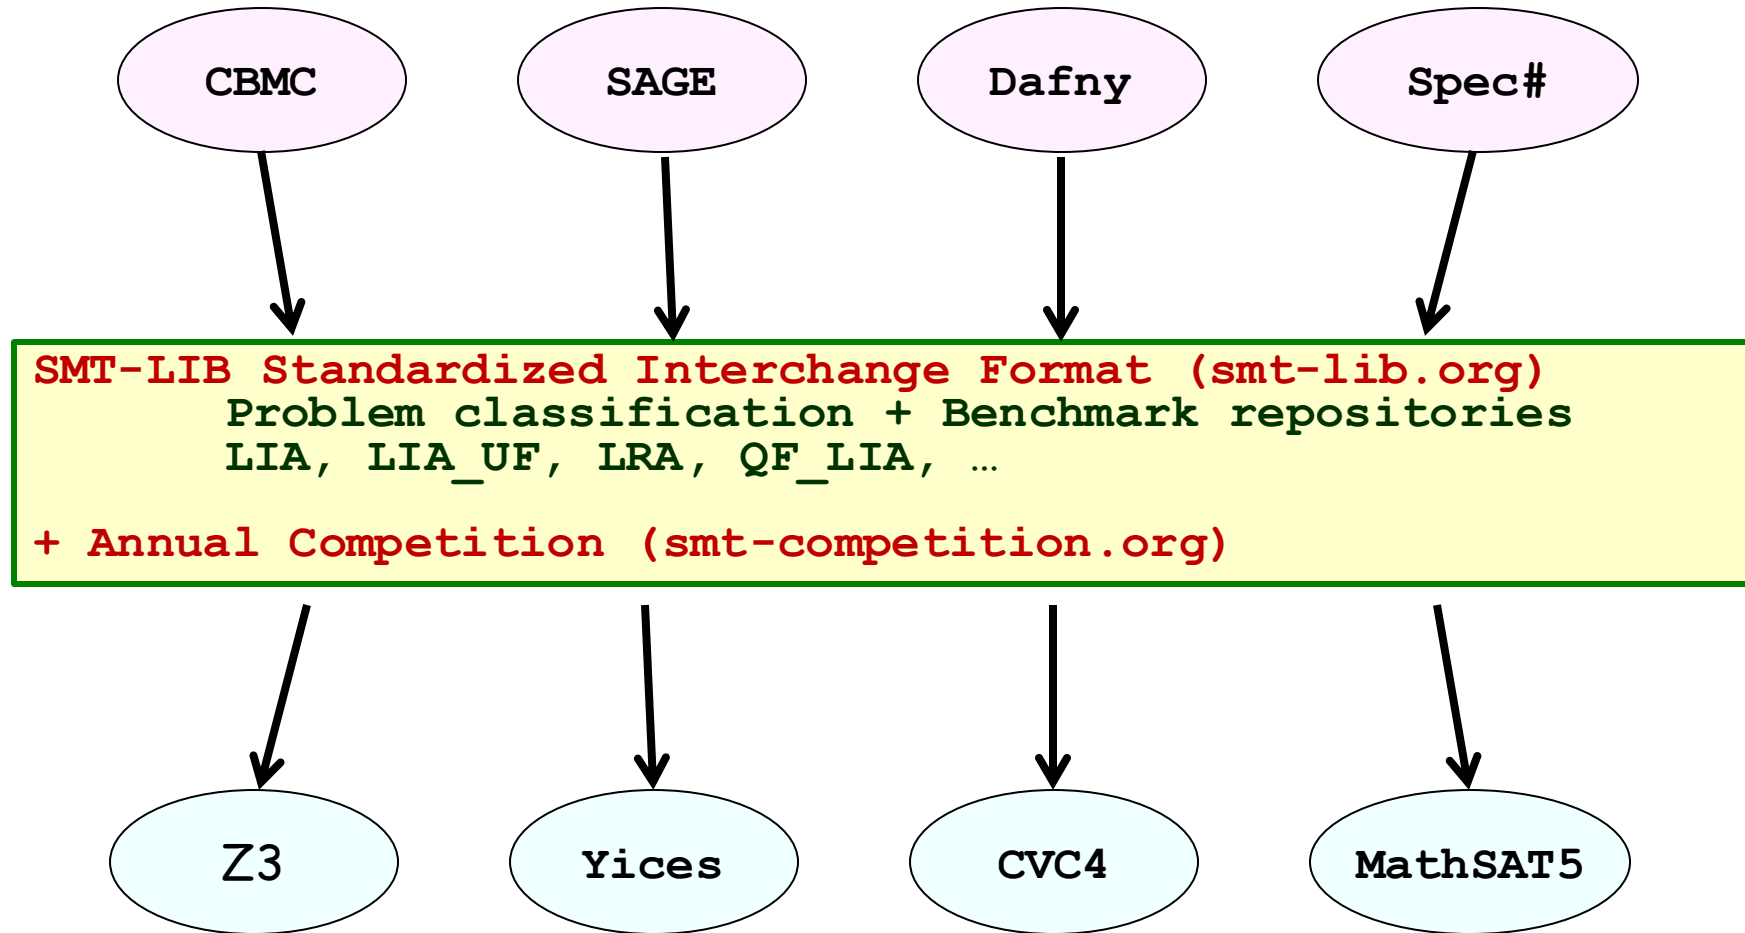 CBMC
SAGE
Dafny
Spec#
SMT-LIB Standardized Interchange Format (smt-lib.org)
Problem classification + Benchmark repositories
LIA, LIA_UF, LRA, QF_LIA, …
+ Annual Competition (smt-competition.org)
Z3
Yices
CVC4
MathSAT5